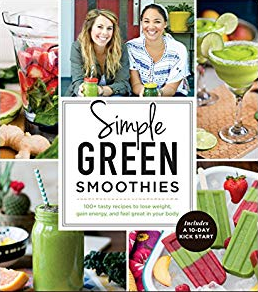 Simple
GREEN
SMOOTHIES
100+ tasty recipes to lose weight,
gain energy, and feel great in your body
Includes
A 10-DAY
KICK START